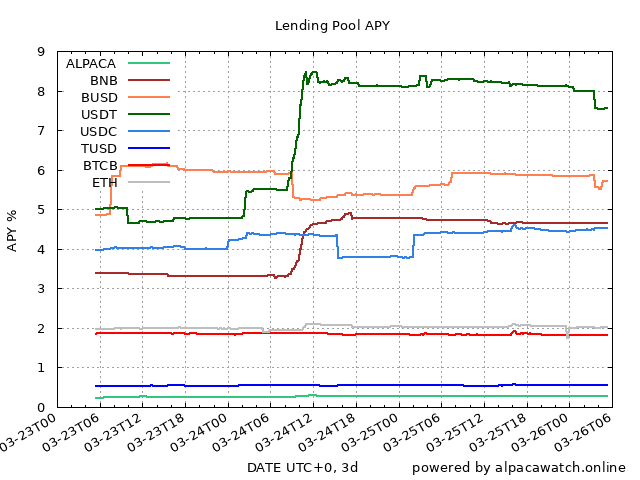 Lending Pool APY
9
8
7
6
5
4
3
2
1
0
APY %
ALPACA
BNB
BUSD
USDT
USDC
TUSD
BTCB
ETH
03-23T00
03-23T06
03-23T12
03-23T18
03-24T00
03-24T06
03-24T12
03-24T18
03-25T00
03-25T06
03-25T12
03-25T18
03-26T00
03-26T06
DATE UTC+0, 3d
powered by alpacawatch.online